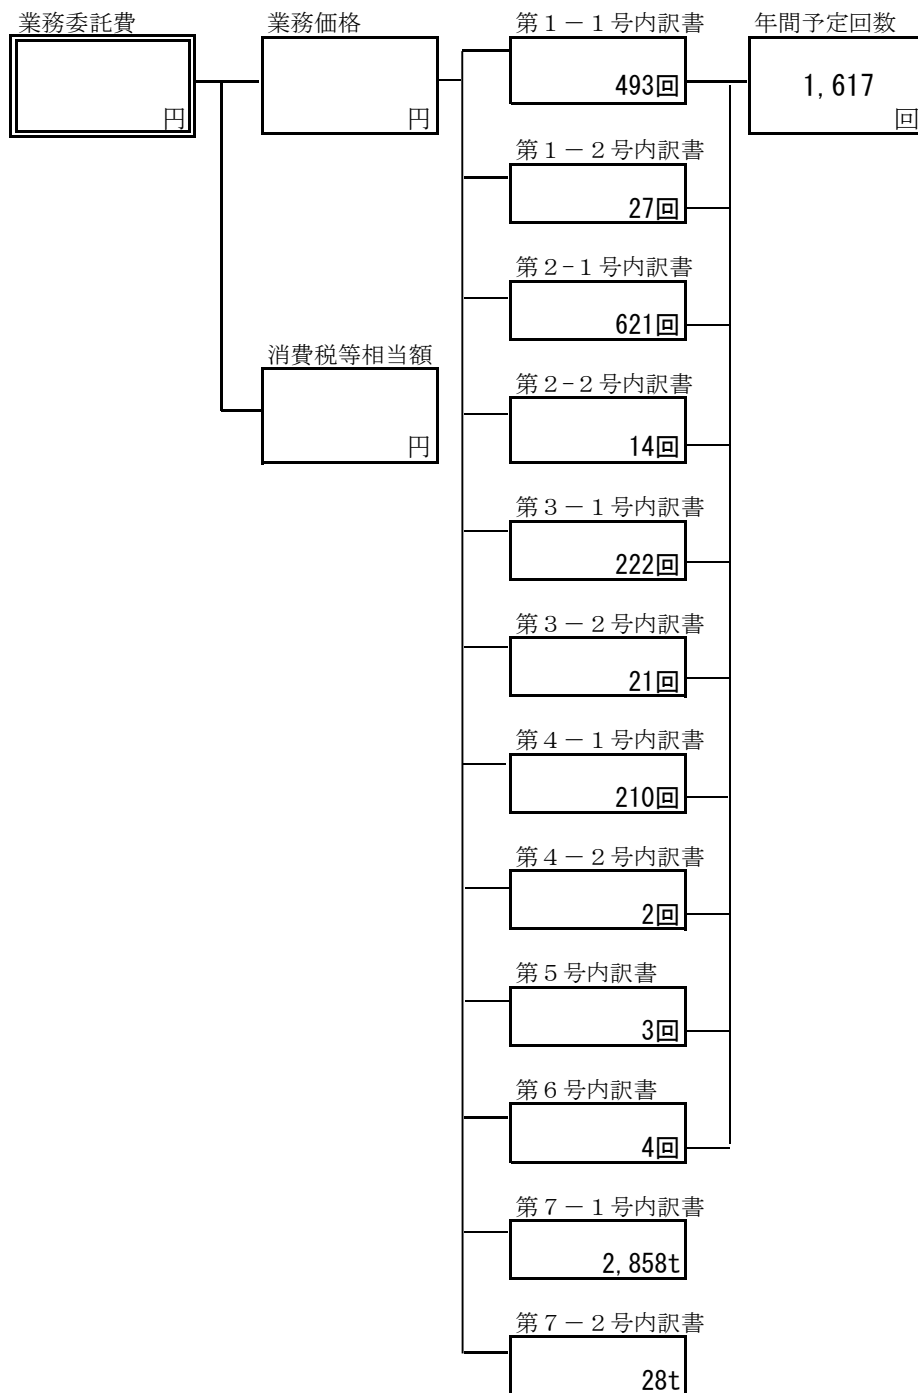 業務委託費
円
業務価格
円
消費税等相当額
円
第１－１号内訳書
493回
第１－２号内訳書
27回
第２-１号内訳書
621回
第２-２号内訳書
14回
第３－１号内訳書
222回
第３－２号内訳書
21回
第４－１号内訳書
210回
第４－２号内訳書
2回
第５号内訳書
3回
第６号内訳書
4回
第７－１号内訳書
2,858t
第７－２号内訳書
28t
年間予定回数
1,617
回